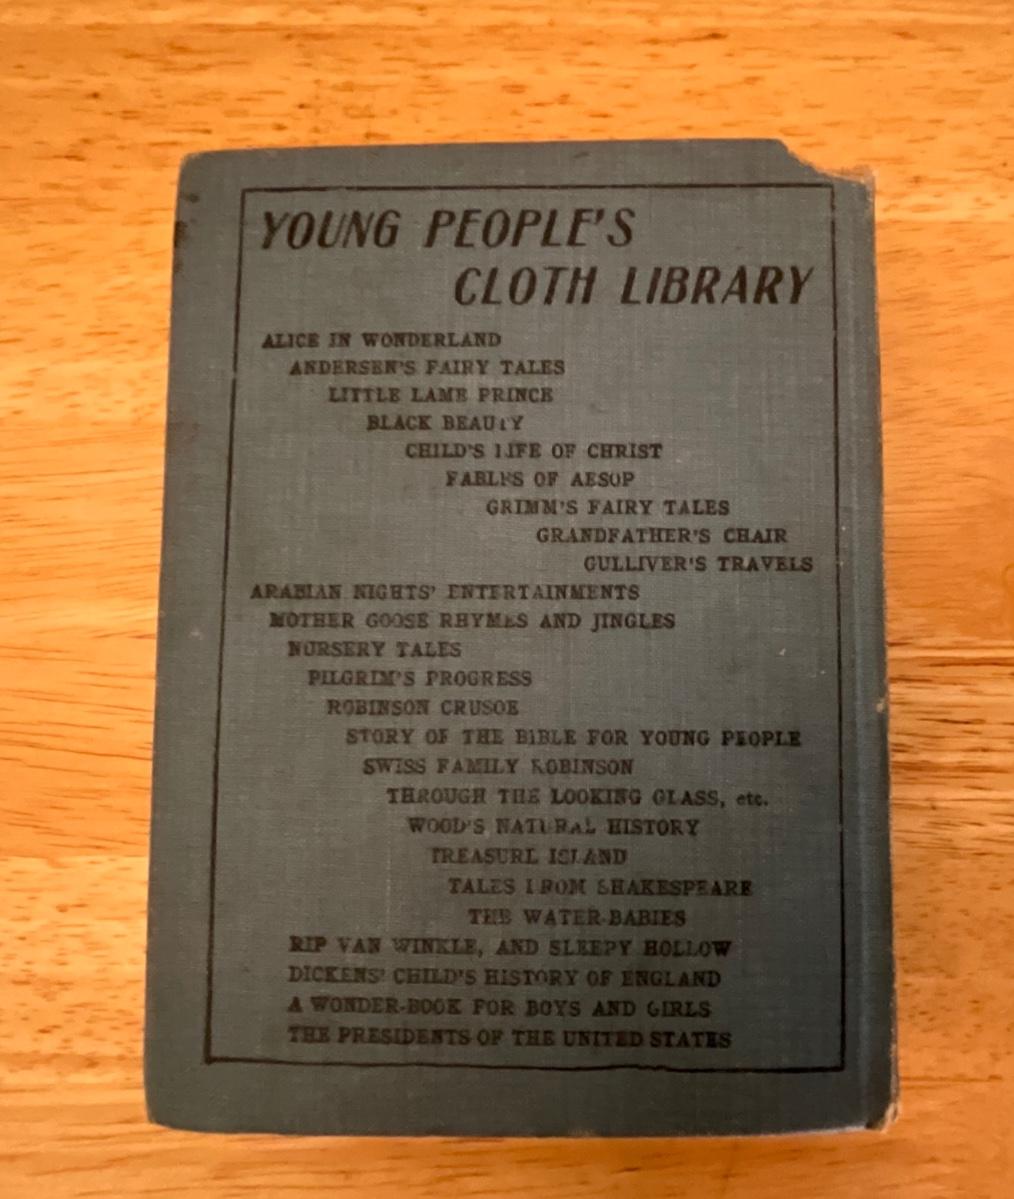 YOUNG PEOPLE'S
CLOTH LIBRARY
ALICE IN WONDERLAND
ANDERSEN'S FAIRY TALES
LITTLE LAME PRINCE
BLACK BEAUTY
CHILD'S LIFE OF CHRIST
FABLES OF AESOP
GRIMM'S FAIRY TALES
GRANDFATHER'S CHAIR
GULLIVER'S TRAVELS
ARABIAN NIGHTS' ENTERTAINMENTS
MOTHER GOOSE RHYMES AND JINGLES
NURSERY TALES
PILGRIM'S PROGRESS
ROBINSON CRUSOE
STORY OF THE BIBLE FOR YOUNG PEOPLE
SWISS FAMILY ROBINSON
THROUGH THE LOOKING GLASS, etc.
WOOD'S NATURAL HISTORY
TREASURE ISLAND
TALES FROM SHAKESPEARE
THE WATER-BABIES
RIP VAN WINKLE, AND SLEEPY HOLLOW
DICKENS' CHILD'S HISTORY OF ENGLAND
A WONDER-BOOK FOR BOYS AND GIRLS
THE PRESIDENTS OF THE UNITED STATES